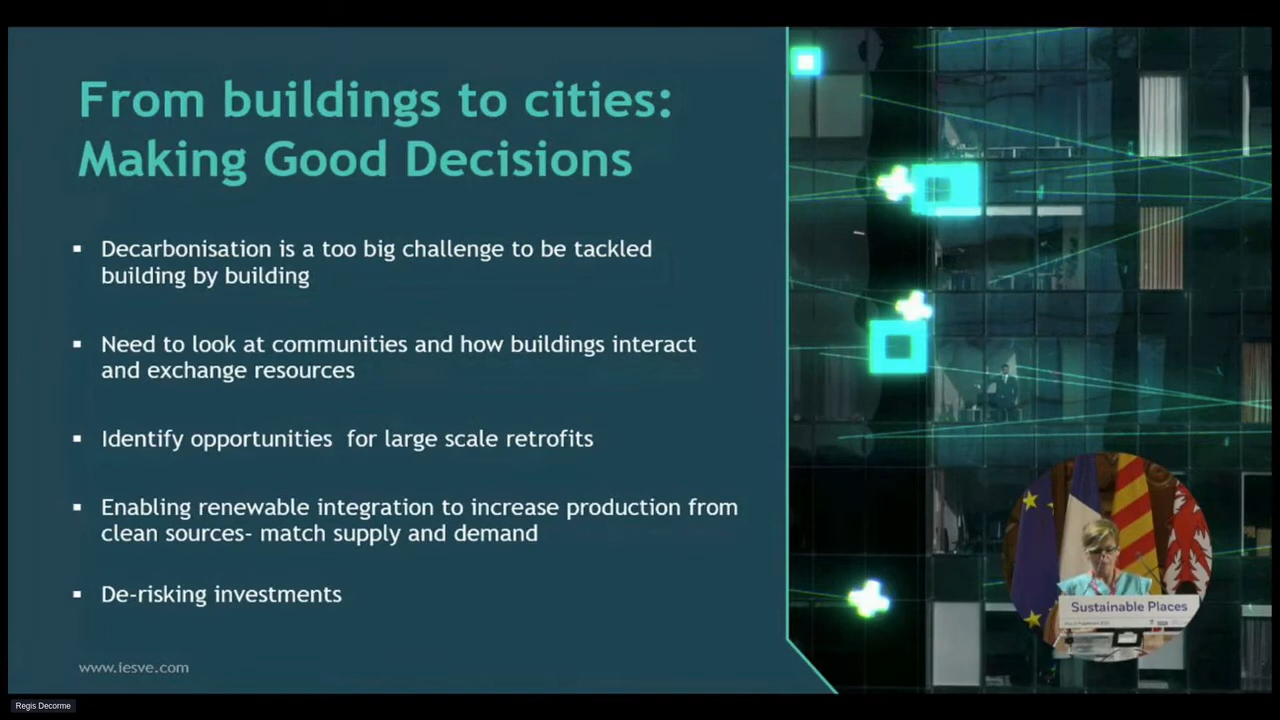 From buildings to cities:
Making Good Decisions
▪ Decarbonisation is a too big challenge to be tackled
building by building
▪ Need to look at communities and how buildings interact
and exchange resources
▪ Identify opportunities  for large scale retrofits
▪ Enabling renewable integration to increase production from
clean sources- match supply and demand
▪ De-risking investments
www.iesve.com
Sustainable Places
Regis Decorme